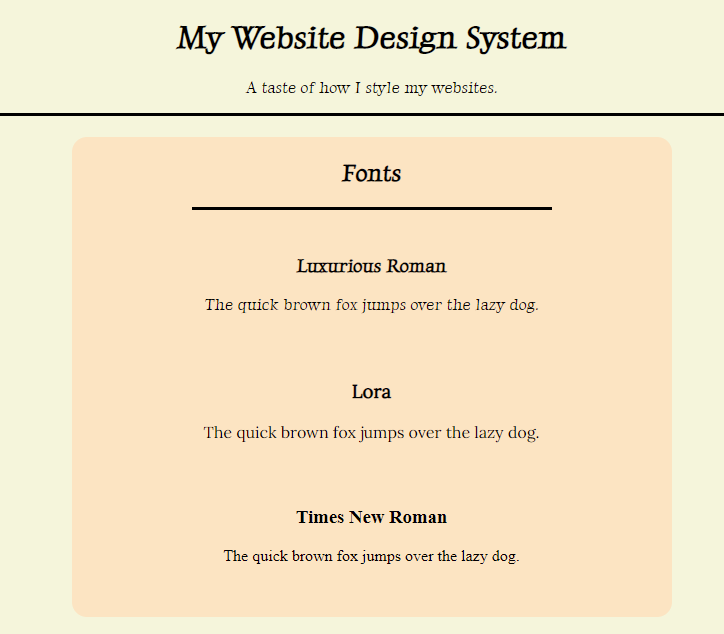 My Website Design System
A taste of how I style my websites.
Fonts
Luxurious Roman
The quick brown fox jumps over the lazy dog.
Lora
The quick brown fox jumps over the lazy dog.
Times New Roman
The quick brown fox jumps over the lazy dog.